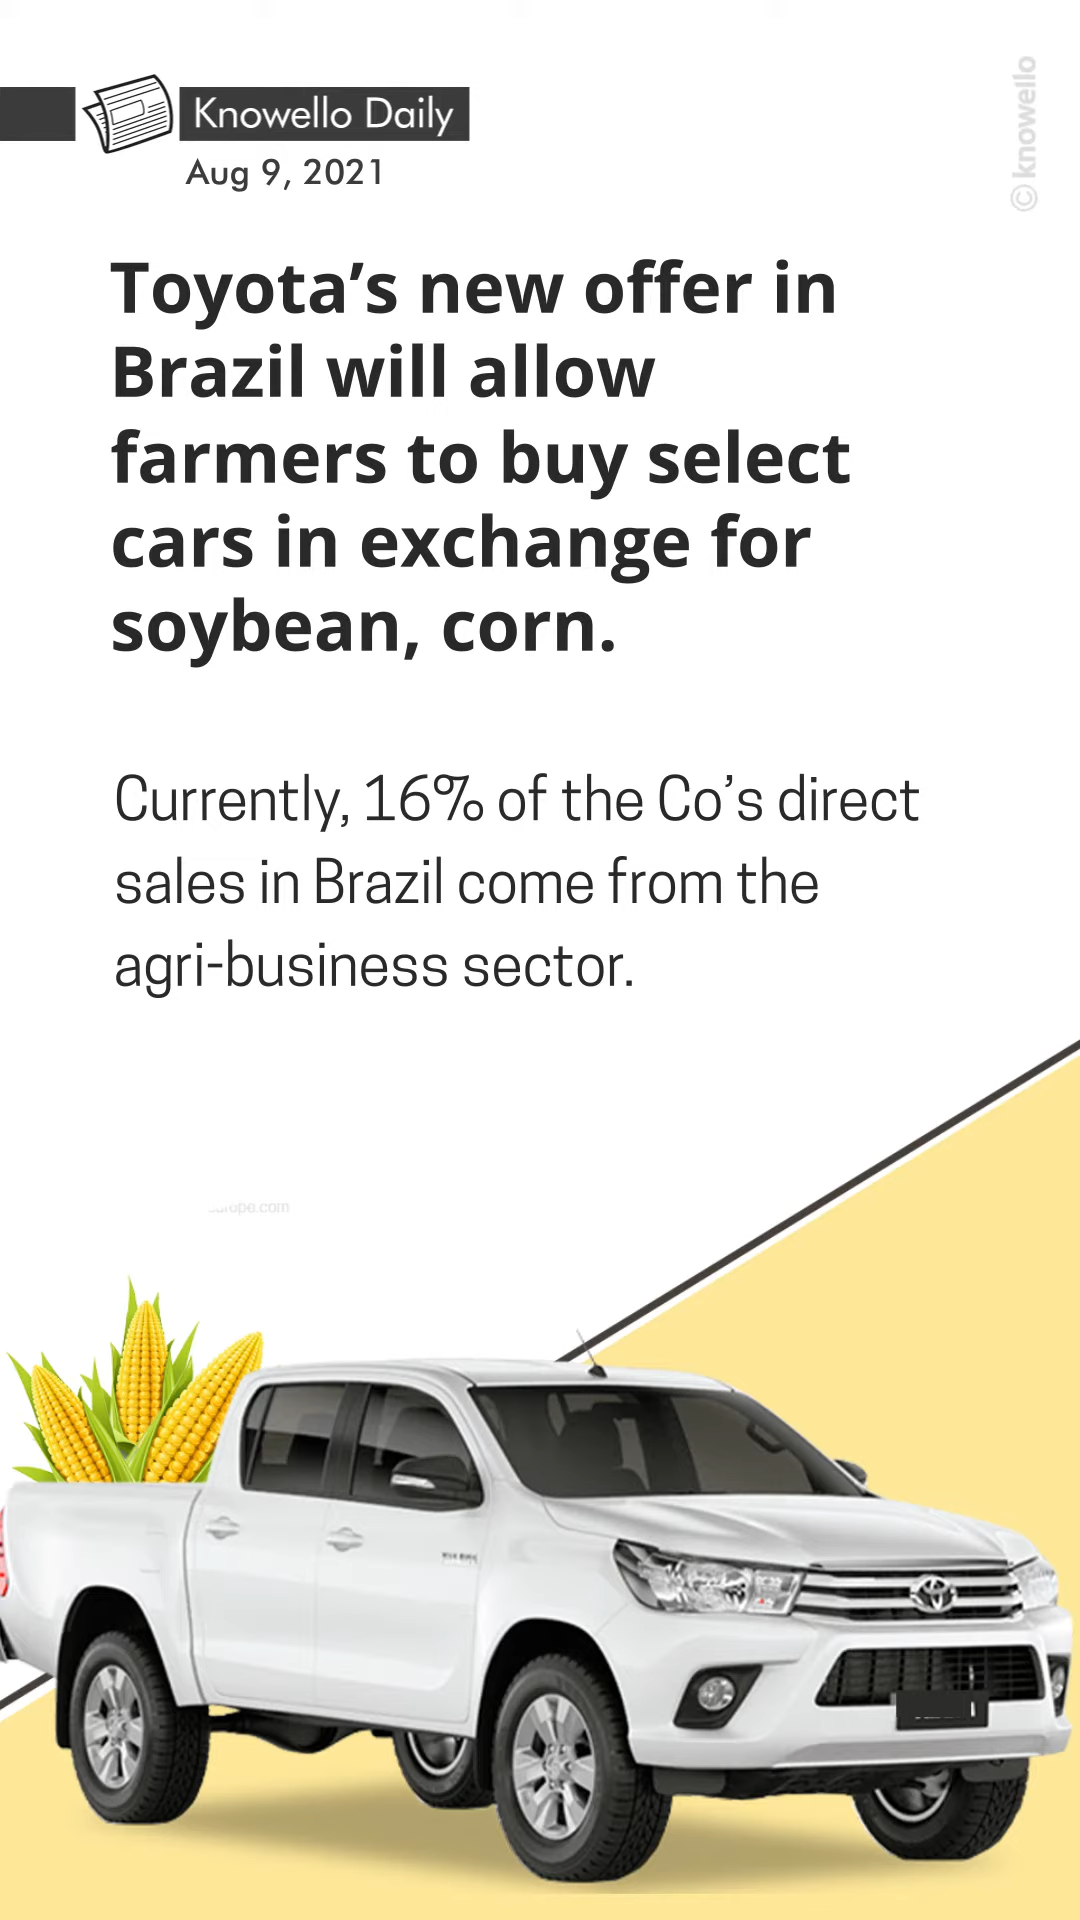 Knowello Daily
Aug 9, 2021
© knowello
Toyota’s new offer in
Brazil will allow
farmers to buy select
cars in exchange for
soybean, corn.
Currently, 16% of the Co’s direct
sales in Brazil come from the
agri-business sector.